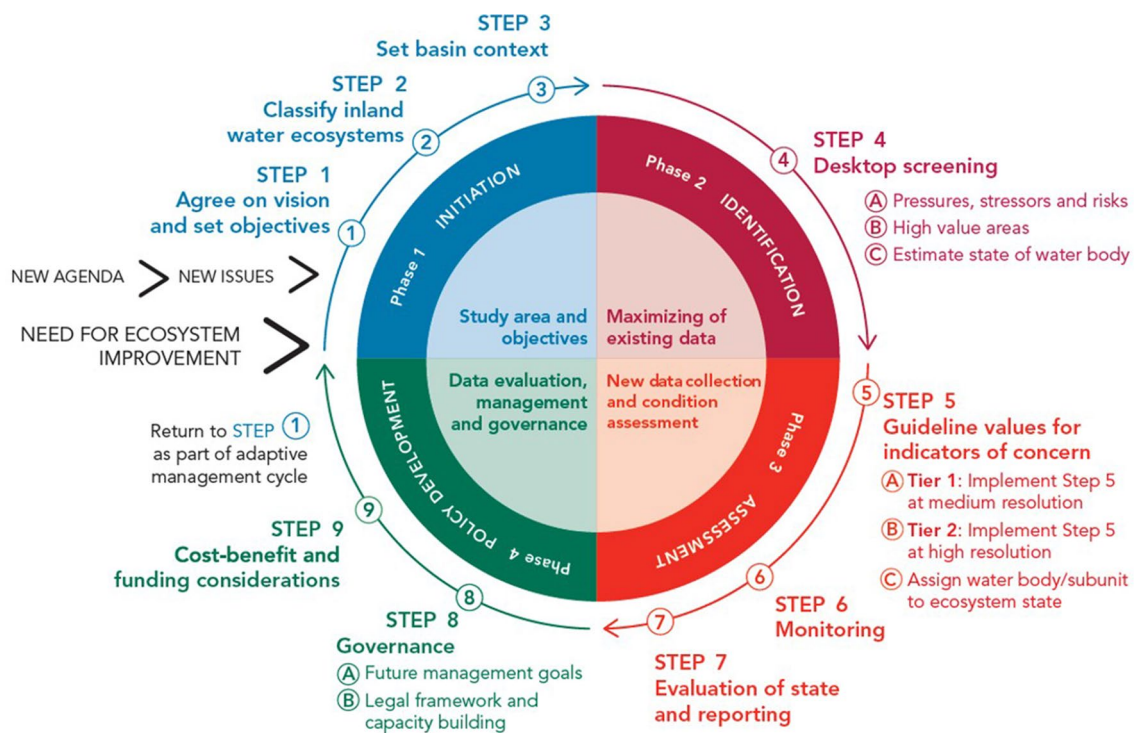 STEP 1
Agree on vision
and set objectives
1
STEP 2
Classify inland
water ecosystems
2
STEP 3
Set basin context
3
NEW AGENDA
NEW ISSUES
NEED FOR ECOSYSTEM
IMPROVEMENT
Phase 1 INITIATION
Study area and
objectives
Phase 2 IDENTIFICATION
Maximizing of
existing data
4
STEP 4
Desktop screening
A Pressures, stressors and risks
B High value areas
C Estimate state of water body
Phase 3 ASSESSMENT
New data collection
and condition
assessment
5
STEP 5
Guideline values for
indicators of concern
A Tier 1: Implement Step 5
at medium resolution
B Tier 2: Implement Step 5
at high resolution
C Assign water body/subunit
to ecosystem state
6
STEP 6
Monitoring
7
STEP 7
Evaluation of state
and reporting
Phase 4 POLICY DEVELOPMENT
Data evaluation,
management
and governance
8
STEP 8
Governance
A Future management goals
B Legal framework and
capacity building
9
STEP 9
Cost-benefit and
funding considerations
Return to STEP 1
as part of adaptive
management cycle